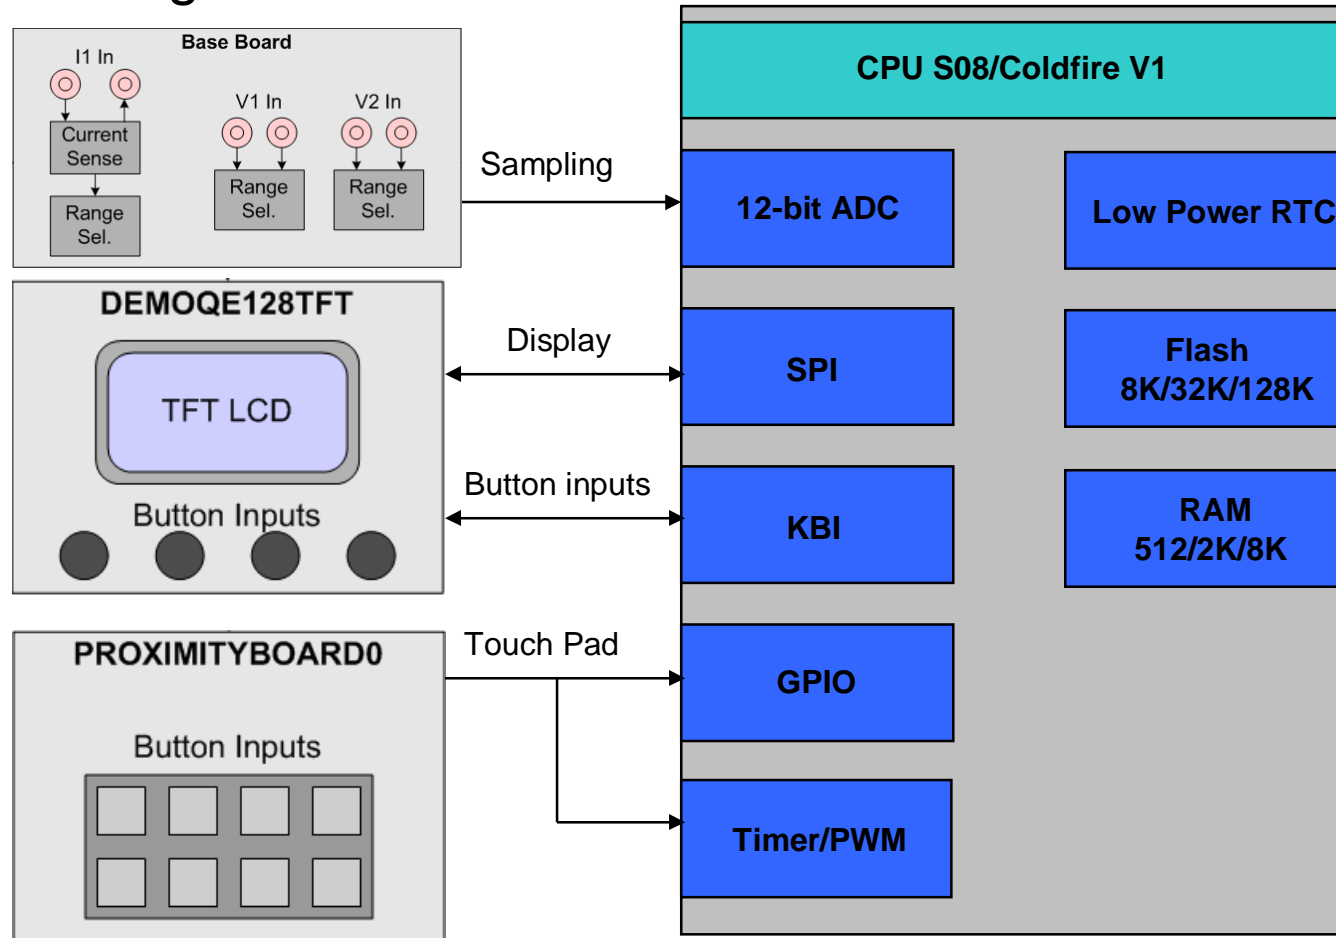 Base Board
I1 In
V1 In
V2 In
Current
Sense
Range
Sel.
Range
Sel.
Range
Sel.
Sampling
DEMOQE128TFT
TFT LCD
Button Inputs
Display
Button inputs
PROXIMITYBOARD0
Button Inputs
Touch Pad
CPU S08/Coldfire V1
12-bit ADC
Low Power RTC
SPI
Flash
8K/32K/128K
KBI
RAM
512/2K/8K
GPIO
Timer/PWM